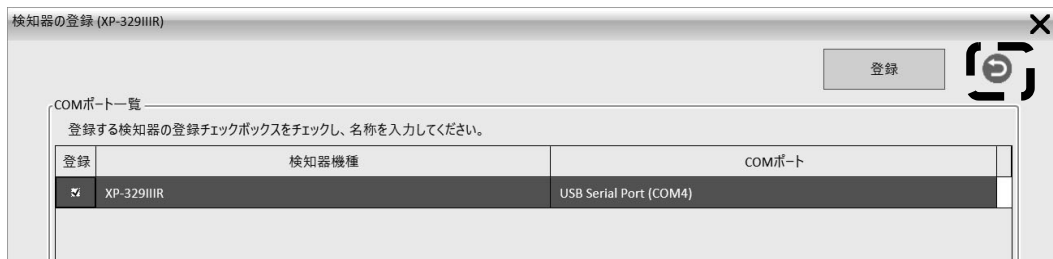 検知器の登録 (XP-329IIIR)
登録
COMポート一覧
登録する検知器の登録チェックボックスをチェックし、名称を入力してください。
登録 検知器機種 COMポート
XP-329IIIR USB Serial Port (COM4)